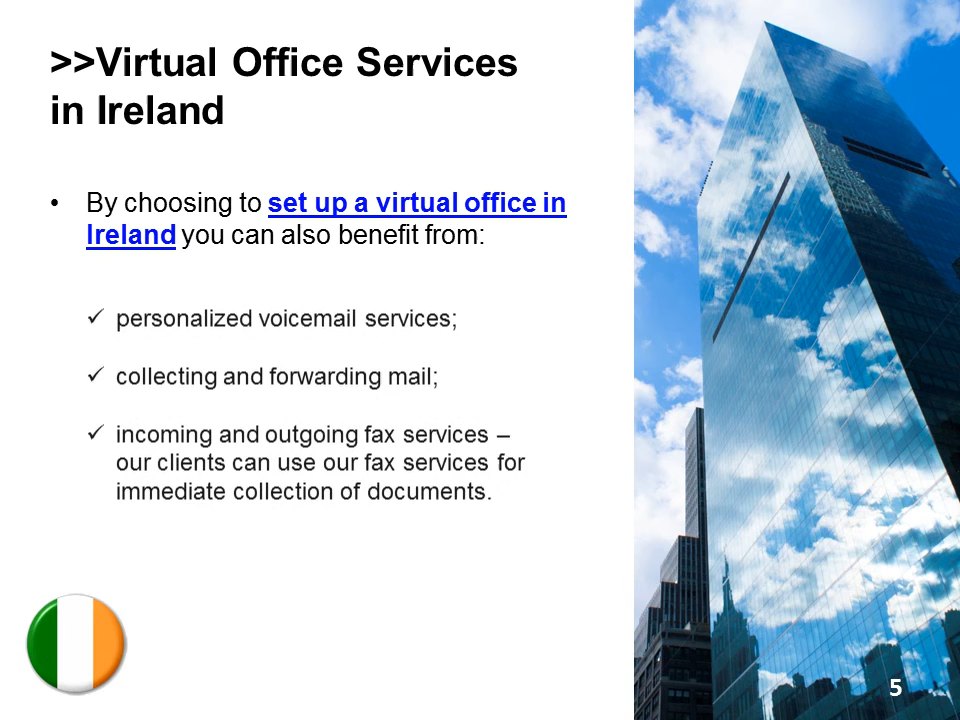 >>Virtual Office Services
in Ireland
• By choosing to set up a virtual office in
Ireland you can also benefit from:
✓ personalized voicemail services;
✓ collecting and forwarding mail;
✓ incoming and outgoing fax services –
our clients can use our fax services for
immediate collection of documents.
5